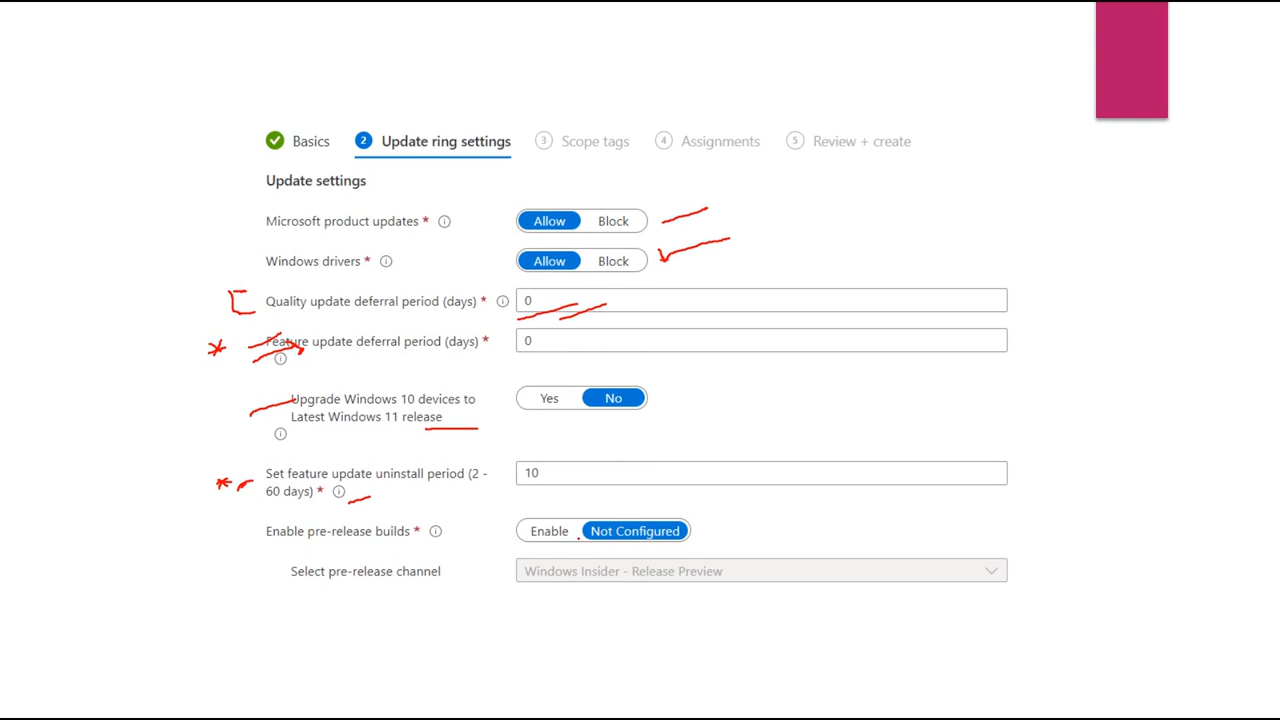 Basics 2 Update ring settings 3 Scope tags 4 Assignments 5 Review + create
Update settings
Microsoft product updates * Allow Block
Windows drivers * Allow Block
Quality update deferral period (days) * 0
Feature update deferral period (days) * 0
Upgrade Windows 10 devices to
Latest Windows 11 release
Yes No
Set feature update uninstall period (2 -
60 days) *
10
Enable pre-release builds * Enable Not Configured
Select pre-release channel Windows Insider - Release Preview